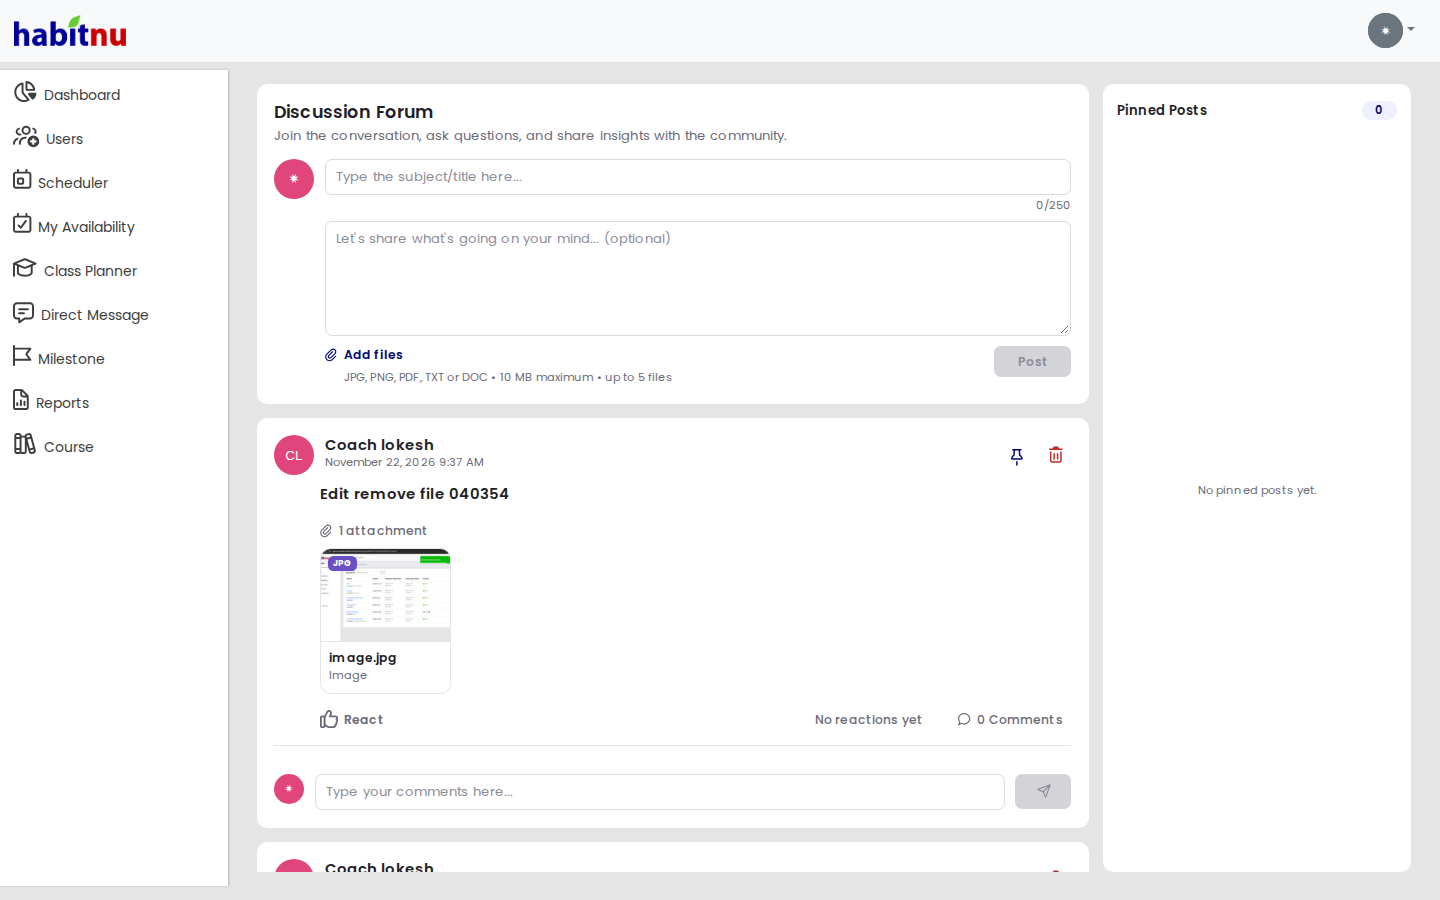 habitnu
Dashboard
Users
Scheduler
My Availability
Class Planner
Direct Message
Milestone
Reports
Course
Discussion Forum
Join the conversation, ask questions, and share insights with the community.
Type the subject/title here...
0/250
Let's share what's going on your mind... (optional)
Add files
JPG, PNG, PDF, TXT or DOC • 10 MB maximum • up to 5 files
Post
CL
Coach lokesh
November 22, 2026 9:37 AM
Edit remove file 040354
1 attachment
JPG
image.jpg
Image
React
No reactions yet
0 Comments
Type your comments here...
Coach lokesh
Pinned Posts
0
No pinned posts yet.